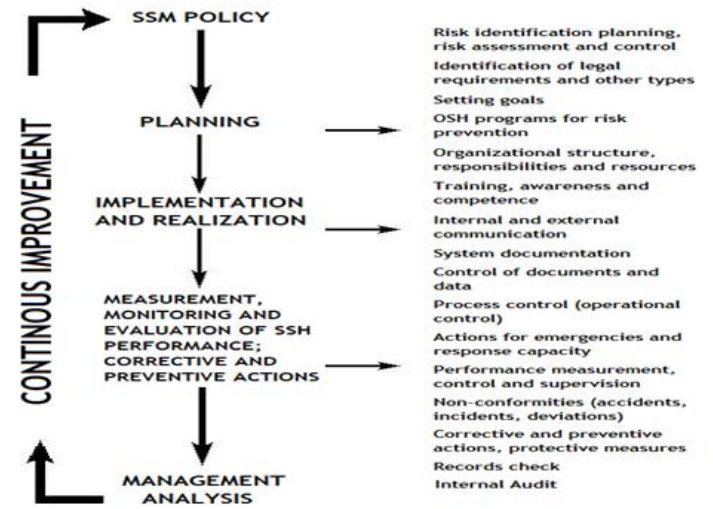 SSM POLICY
PLANNING
IMPLEMENTATION
AND REALIZATION
MEASUREMENT,
MONITORING AND
EVALUATION OF SSH
PERFORMANCE;
CORRECTIVE AND
PREVENTIVE ACTIONS
MANAGEMENT
ANALYSIS
CONTINOUS IMPROVEMENT
Risk identification planning,
risk assessment and control
Identification of legal
requirements and other types
Setting goals
OSH programs for risk
prevention
Organizational structure,
responsibilities and resources
Training, awareness and
competence
Internal and external
communication
System documentation
Control of documents and
data
Process control (operational
control)
Actions for emergencies and
response capacity
Performance measurement,
control and supervision
Non-conformities (accidents,
incidents, deviations)
Corrective and preventive
actions, protective measures
Records check
Internal Audit